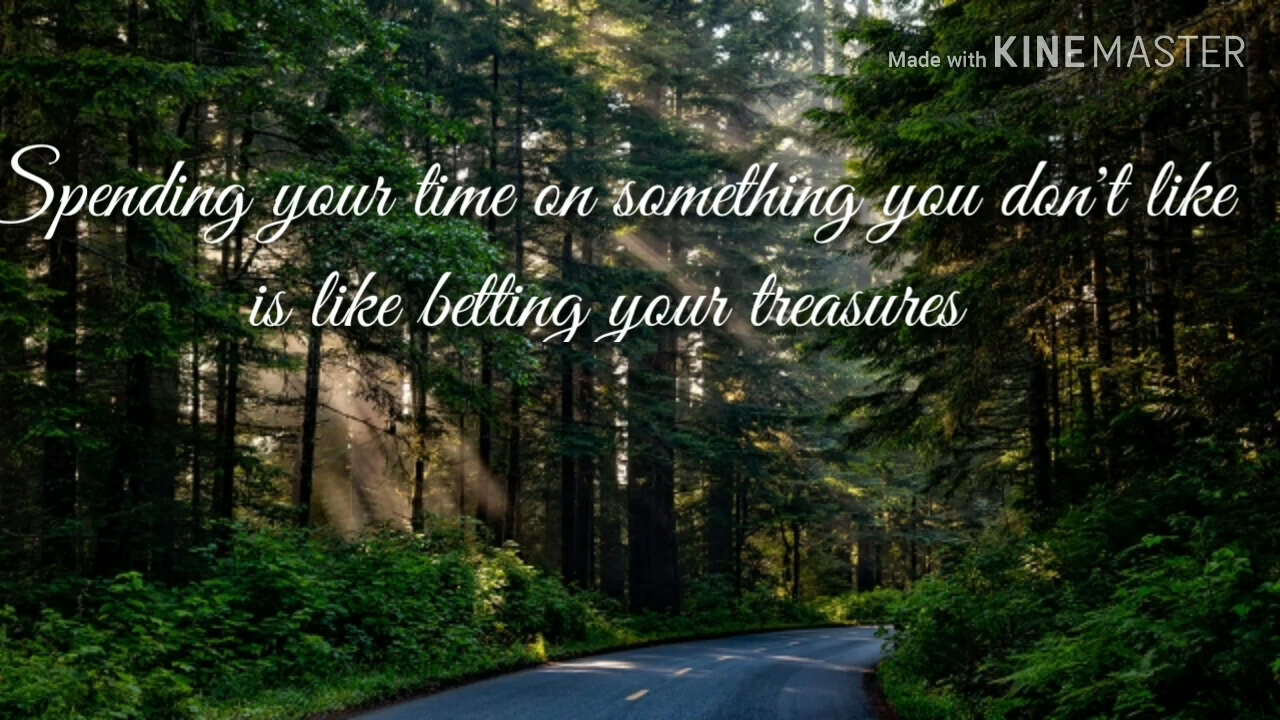 Made with KINEMASTER
Spending your time on something you don't like
is like betting your treasures